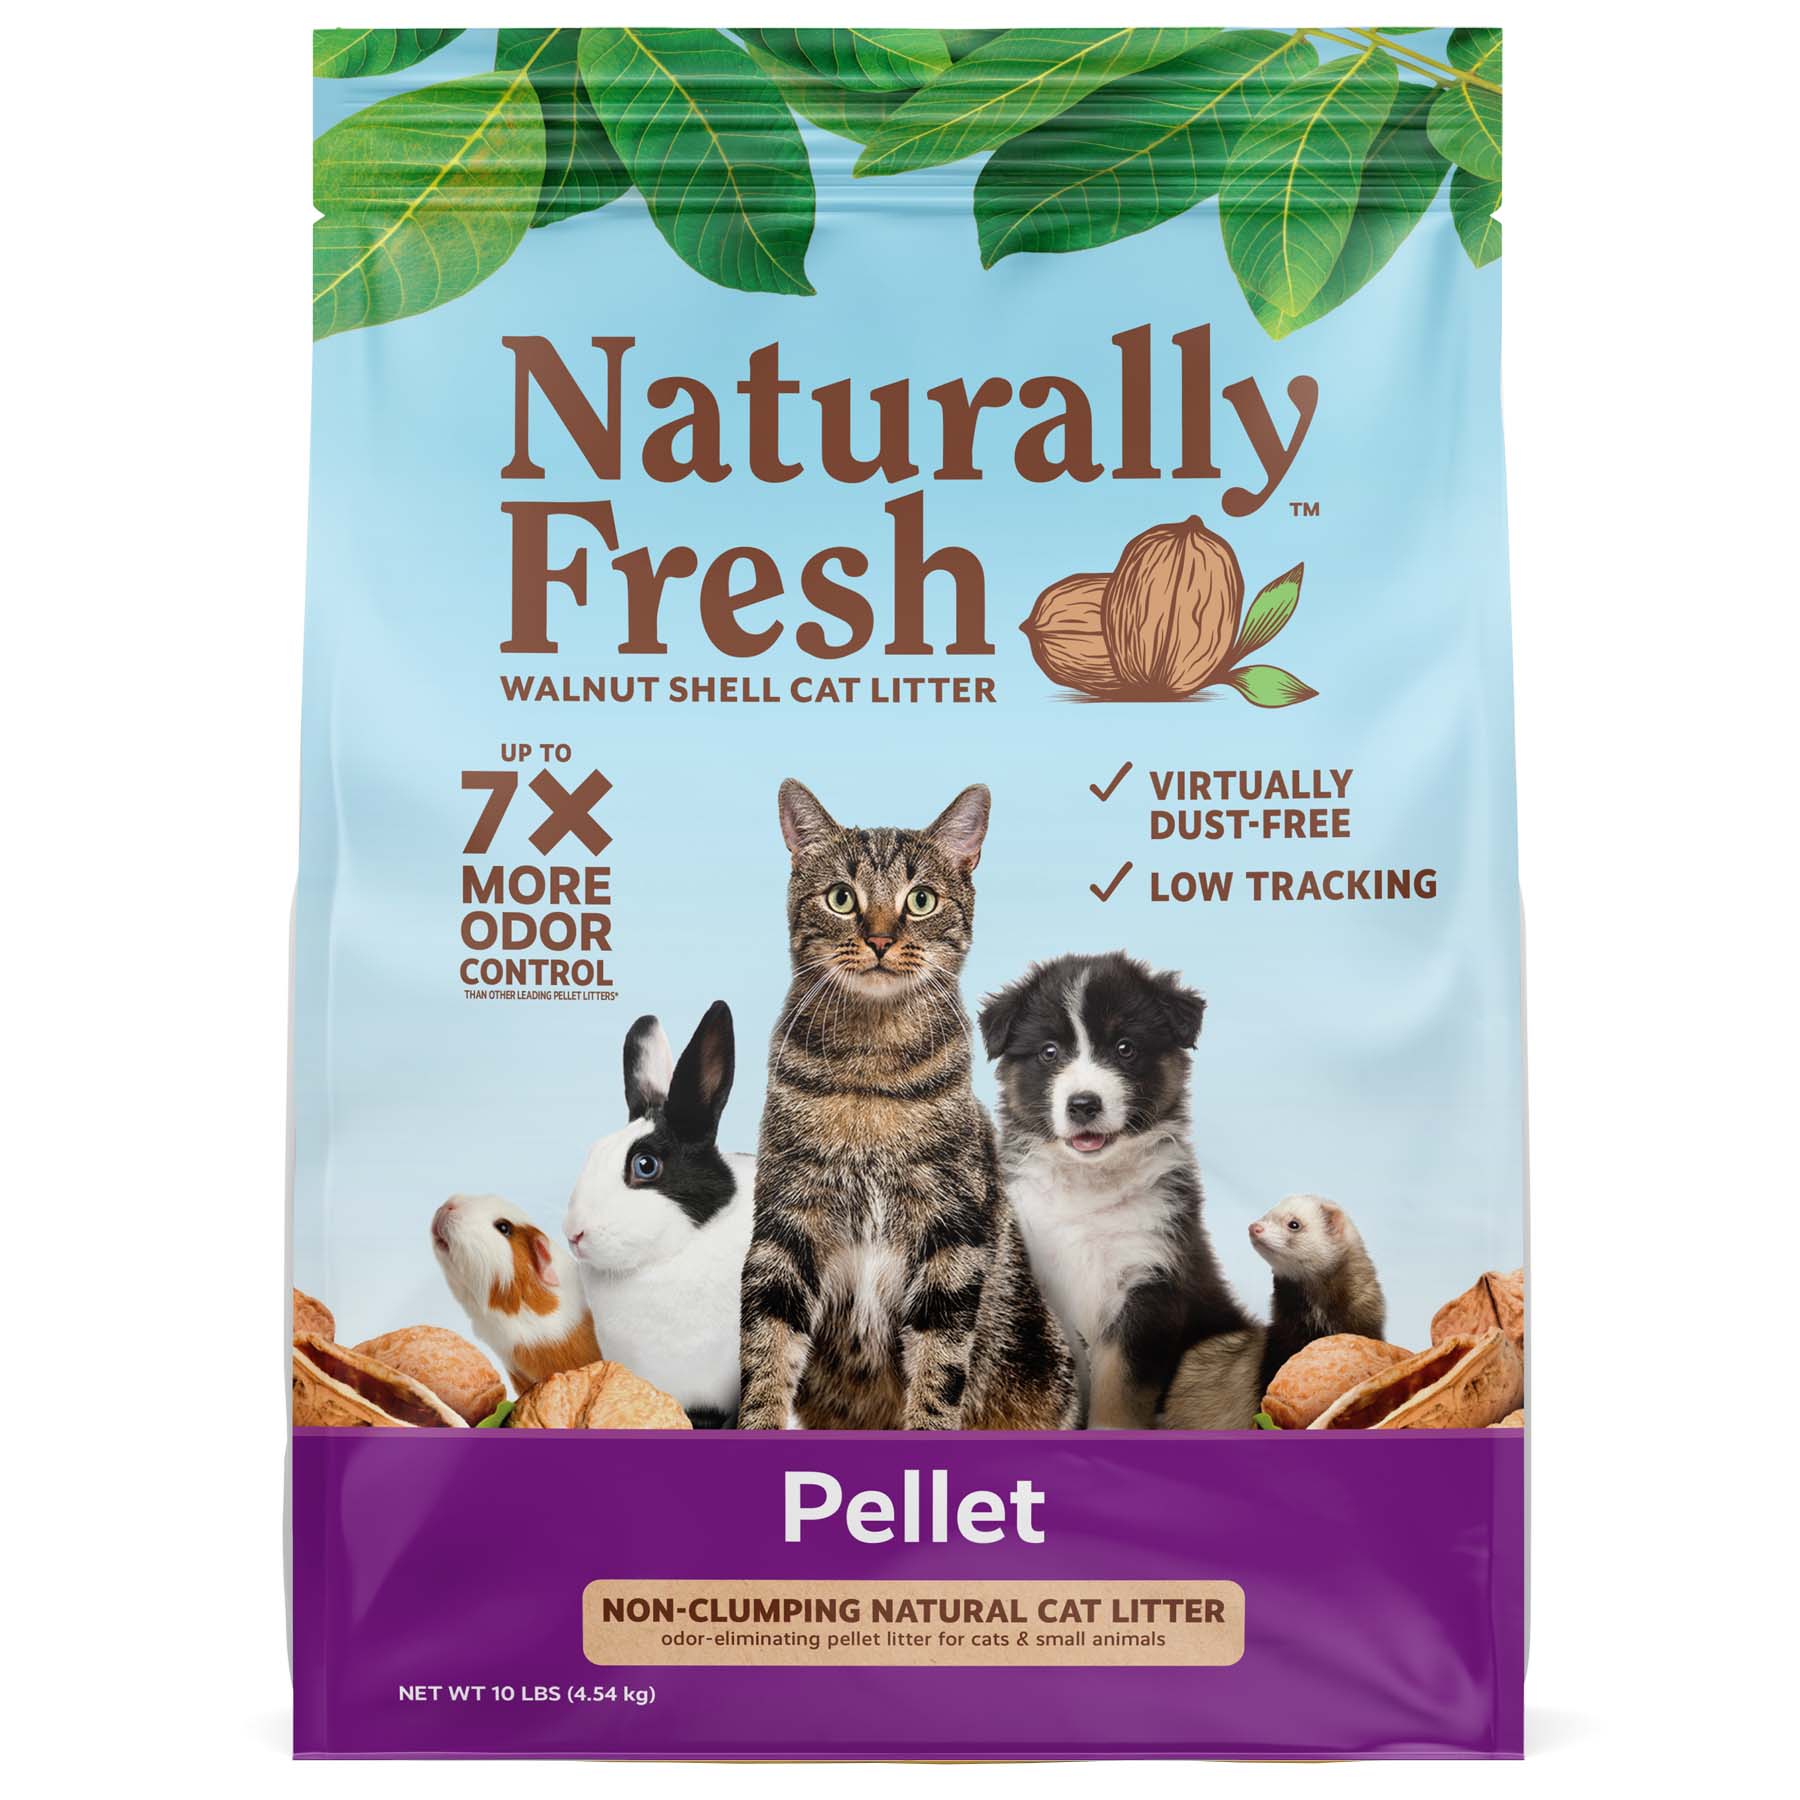 Naturally
Fresh
™
WALNUT SHELL CAT LITTER
UP TO
7X
MORE
ODOR
CONTROL
THAN OTHER LEADING PELLET LITTERS*
✓ VIRTUALLY
DUST-FREE
✓ LOW TRACKING
Pellet
NON-CLUMPING NATURAL CAT LITTER
odor-eliminating pellet litter for cats & small animals
NET WT 10 LBS (4.54 kg)